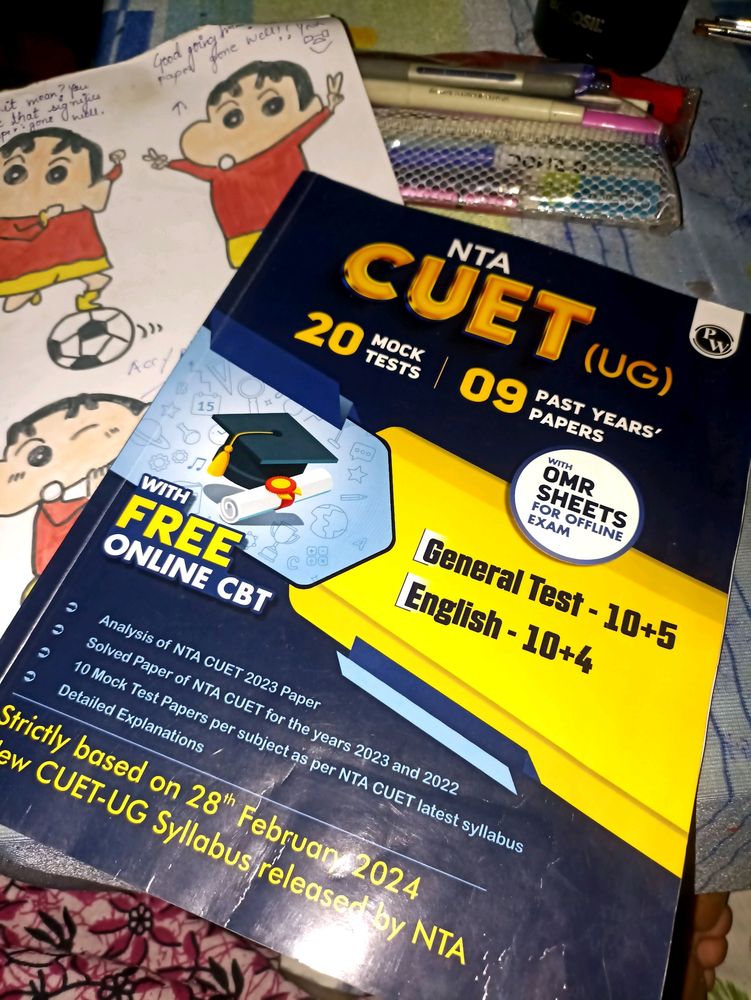 Good going
paper gone well!!
it mean? You
that signifies
gone well.
OSIL
NTA
CUET (UG)
PW
20 MOCK TESTS | 09 PAST YEARS' PAPERS
WITH
OMR
SHEETS
FOR OFFLINE
EXAM
15
WITH
FREE
ONLINE CBT
General Test - 10+5
English - 10+4
Analysis of NTA CUET 2023 Paper
Solved Paper of NTA CUET for the years 2023 and 2022
10 Mock Test Papers per subject as per NTA CUET latest syllabus
Detailed Explanations
Strictly based on 28th February 2024
ew CUET-UG Syllabus released by NTA